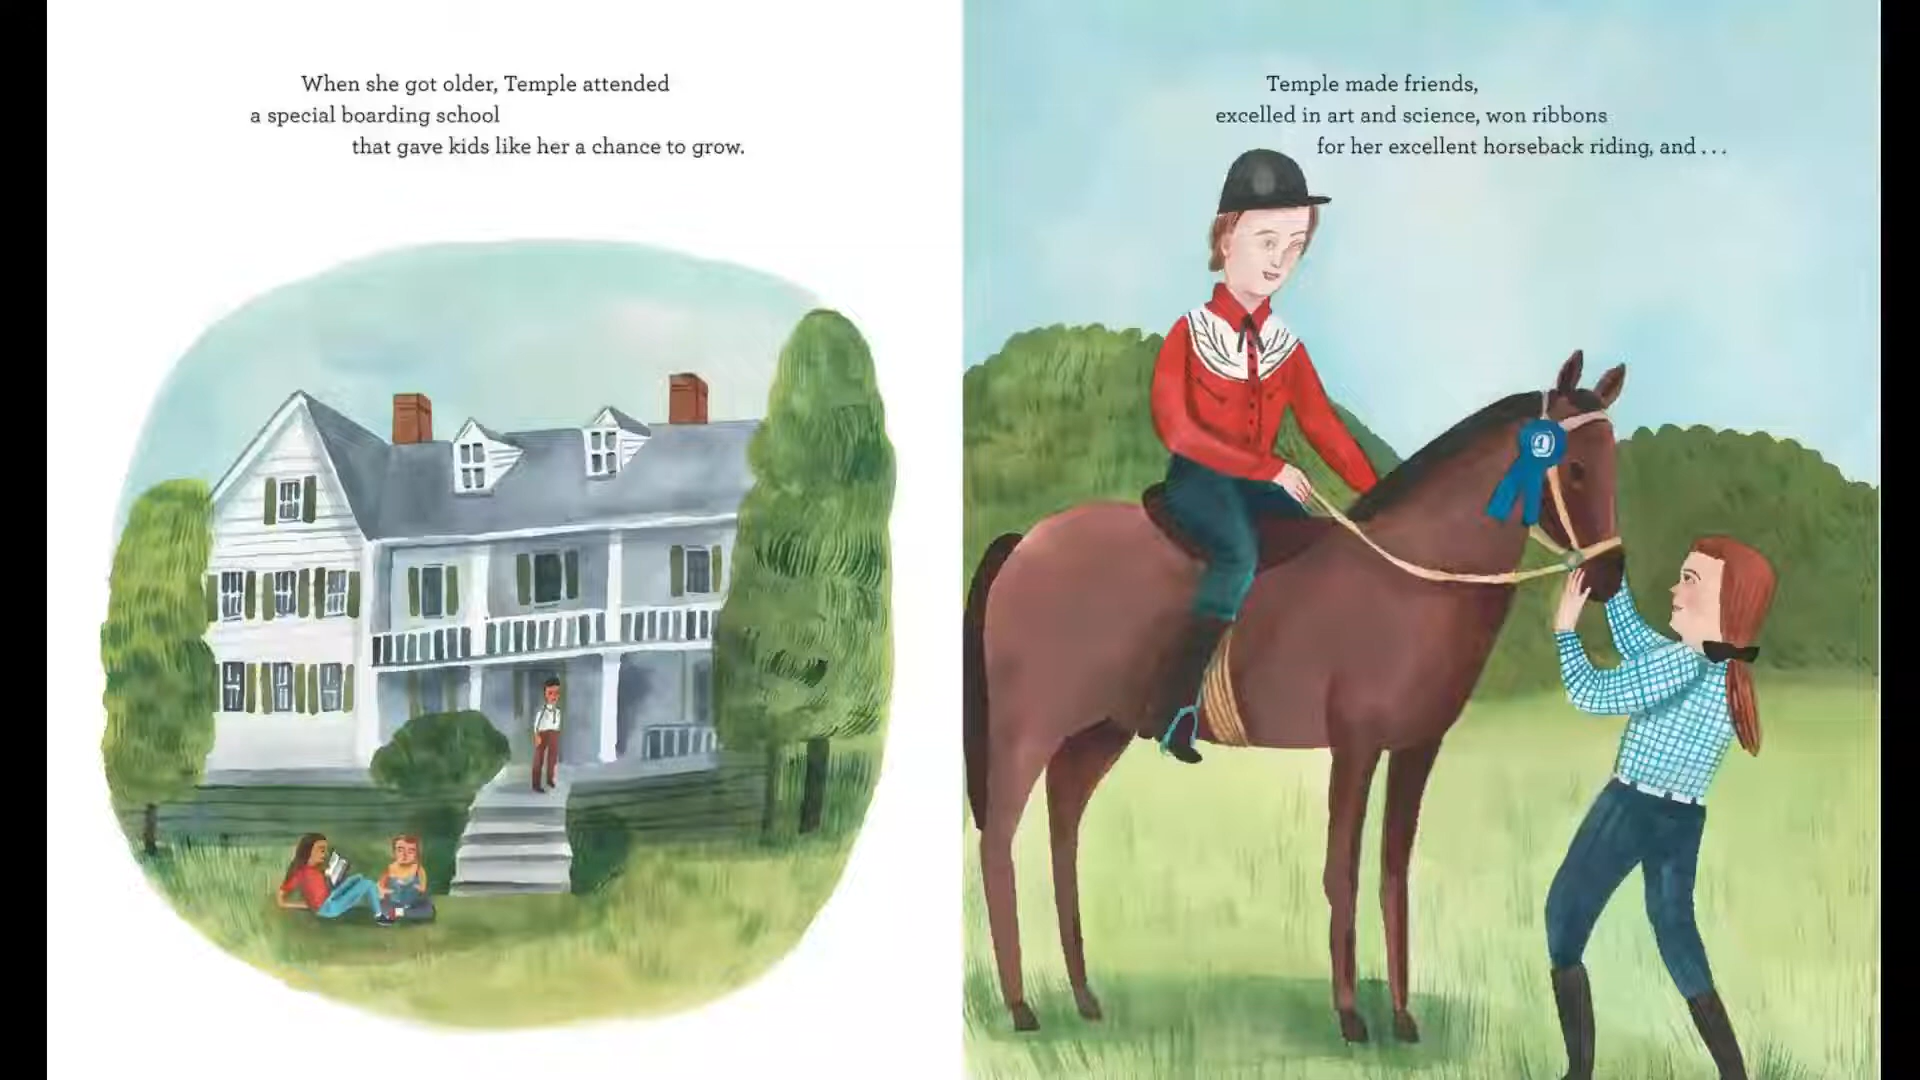 When she got older, Temple attended
a special boarding school
that gave kids like her a chance to grow.
Temple made friends,
excelled in art and science, won ribbons
for her excellent horseback riding, and . . .
1